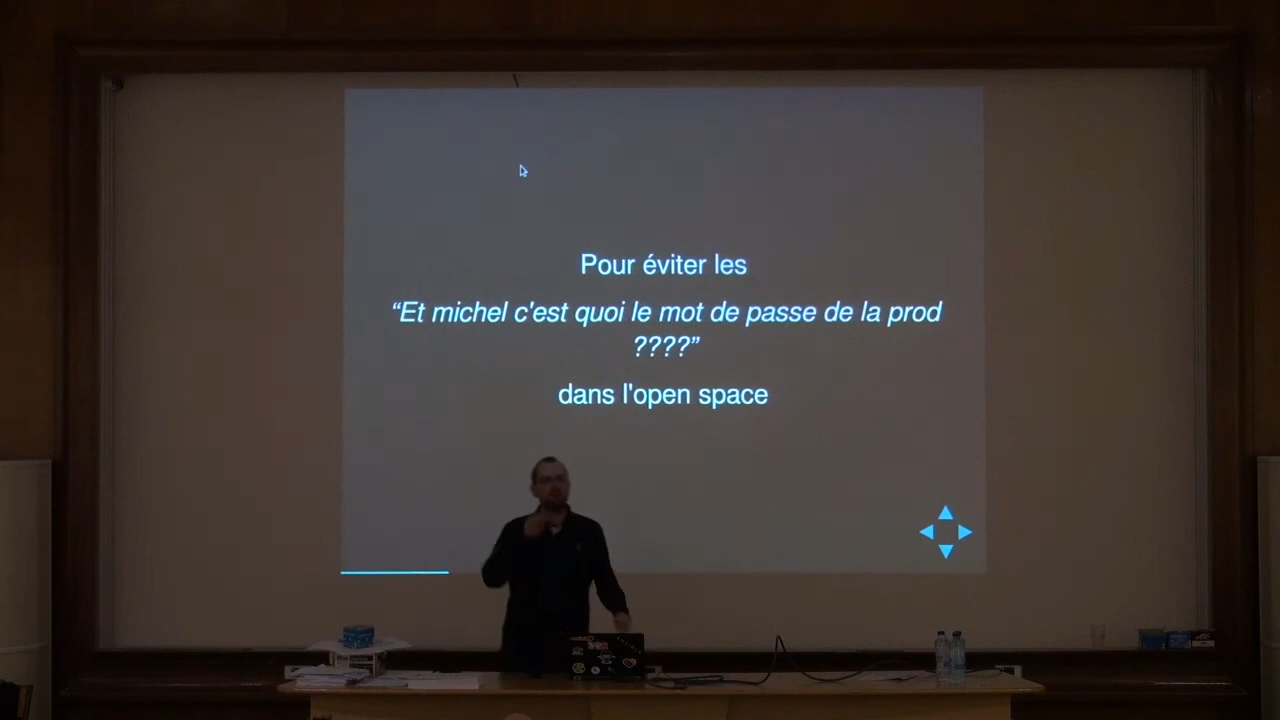 Pour éviter les
“Et michel c'est quoi le mot de passe de la prod
????”
dans l'open space